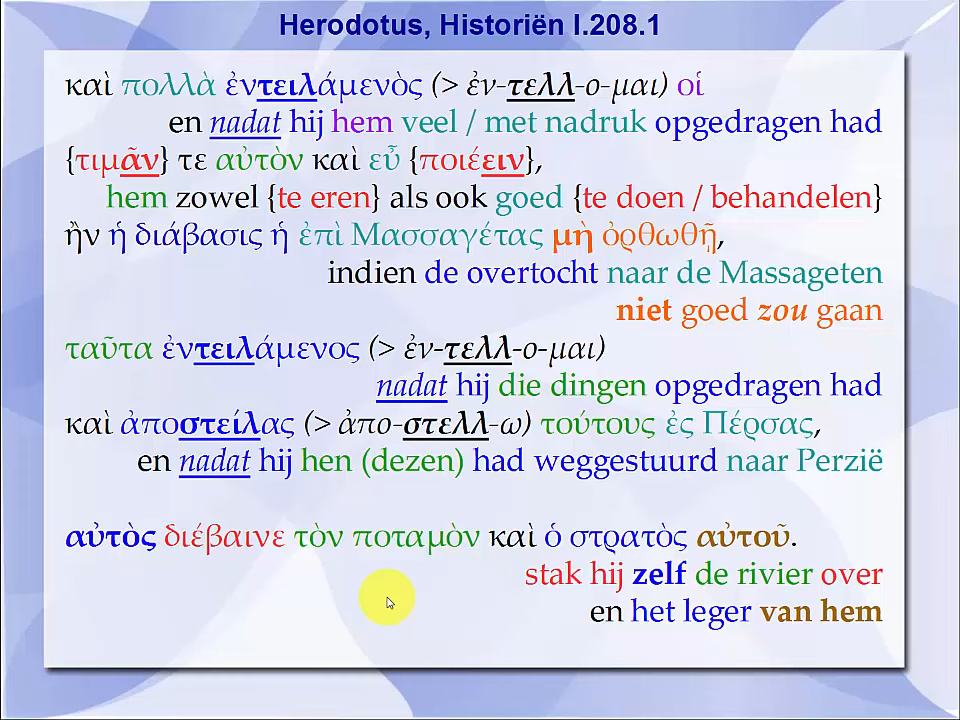 Herodotus, Historiën I.208.1
καὶ πολλὰ ἐντειλάμενὸς (> ἐν-τελλ-ο-μαι) οἱ
en nadat hij hem veel / met nadruk opgedragen had
{τιμᾶν} τε αὐτὸν καὶ εὖ {ποιέειν},
hem zowel {te eren} als ook goed {te doen / behandelen}
ἢν ἡ διάβασις ἡ ἐπὶ Μασσαγέτας μὴ ὀρθωθῇ,
indien de overtocht naar de Massageten
niet goed zou gaan
ταῦτα ἐντειλάμενος (> ἐν-τελλ-ο-μαι)
nadat hij die dingen opgedragen had
καὶ ἀποστείλας (> ἀπο-στελλ-ω) τούτους ἐς Πέρσας,
en nadat hij hen (dezen) had weggestuurd naar Perzië
αὐτὸς διέβαινε τὸν ποταμὸν καὶ ὁ στρατὸς αὐτοῦ.
stak hij zelf de rivier over
en het leger van hem